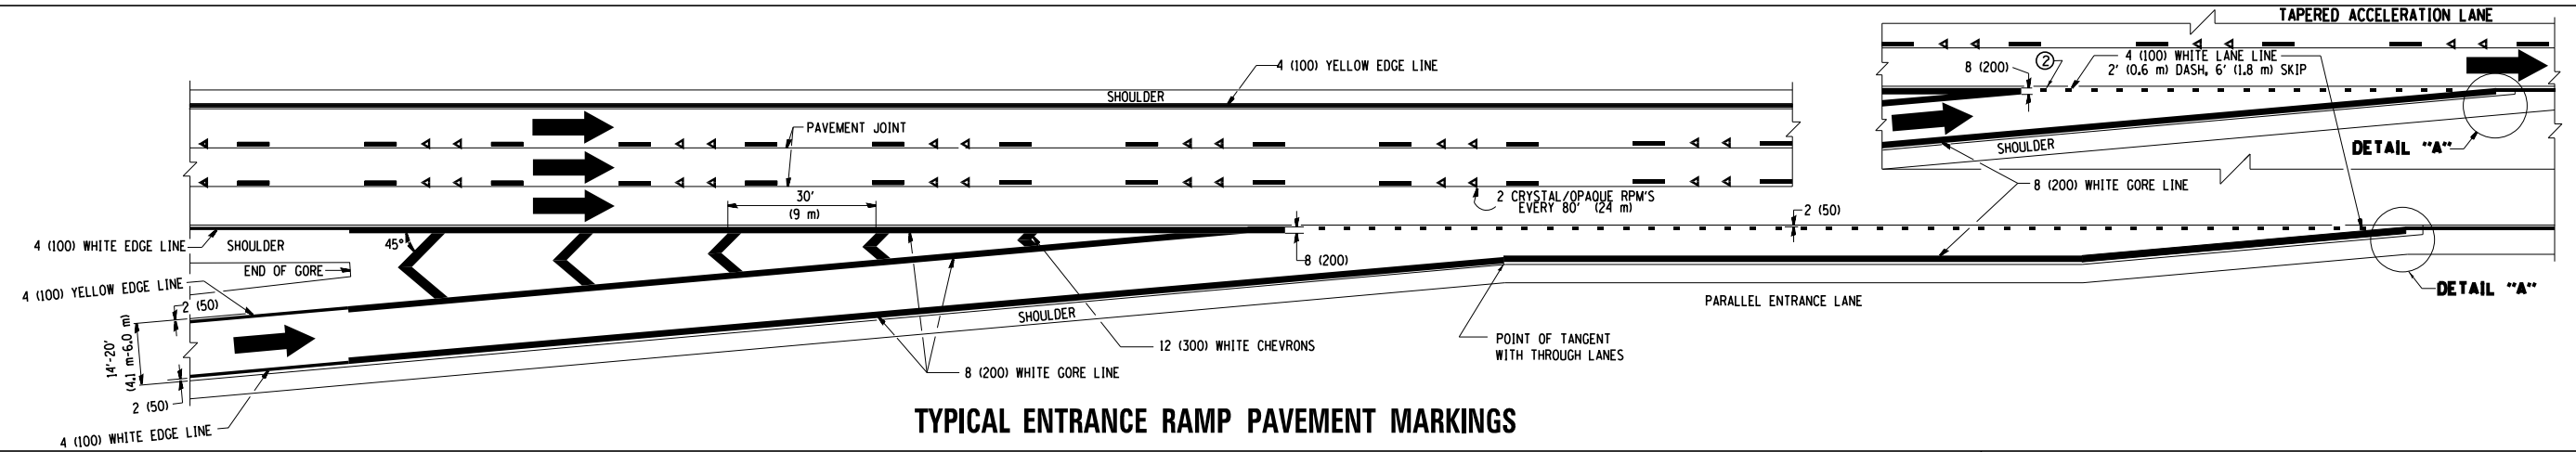 TAPERED ACCELERATION LANE
4 (100) YELLOW EDGE LINE
8 (200)
2
4 (100) WHITE LANE LINE
2' (0.6 m) DASH, 6' (1.8 m) SKIP
SHOULDER
PAVEMENT JOINT
SHOULDER
DETAIL "A"
30'
(9 m)
2 CRYSTAL/OPAQUE RPM'S
EVERY 80' (24 m)
8 (200) WHITE GORE LINE
2 (50)
4 (100) WHITE EDGE LINE
SHOULDER
45°
END OF GORE
8 (200)
4 (100) YELLOW EDGE LINE
2 (50)
DETAIL "A"
PARALLEL ENTRANCE LANE
SHOULDER
14'-20'
(4.1 m-6.0 m)
12 (300) WHITE CHEVRONS
POINT OF TANGENT
WITH THROUGH LANES
8 (200) WHITE GORE LINE
2 (50)
4 (100) WHITE EDGE LINE
TYPICAL ENTRANCE RAMP PAVEMENT MARKINGS